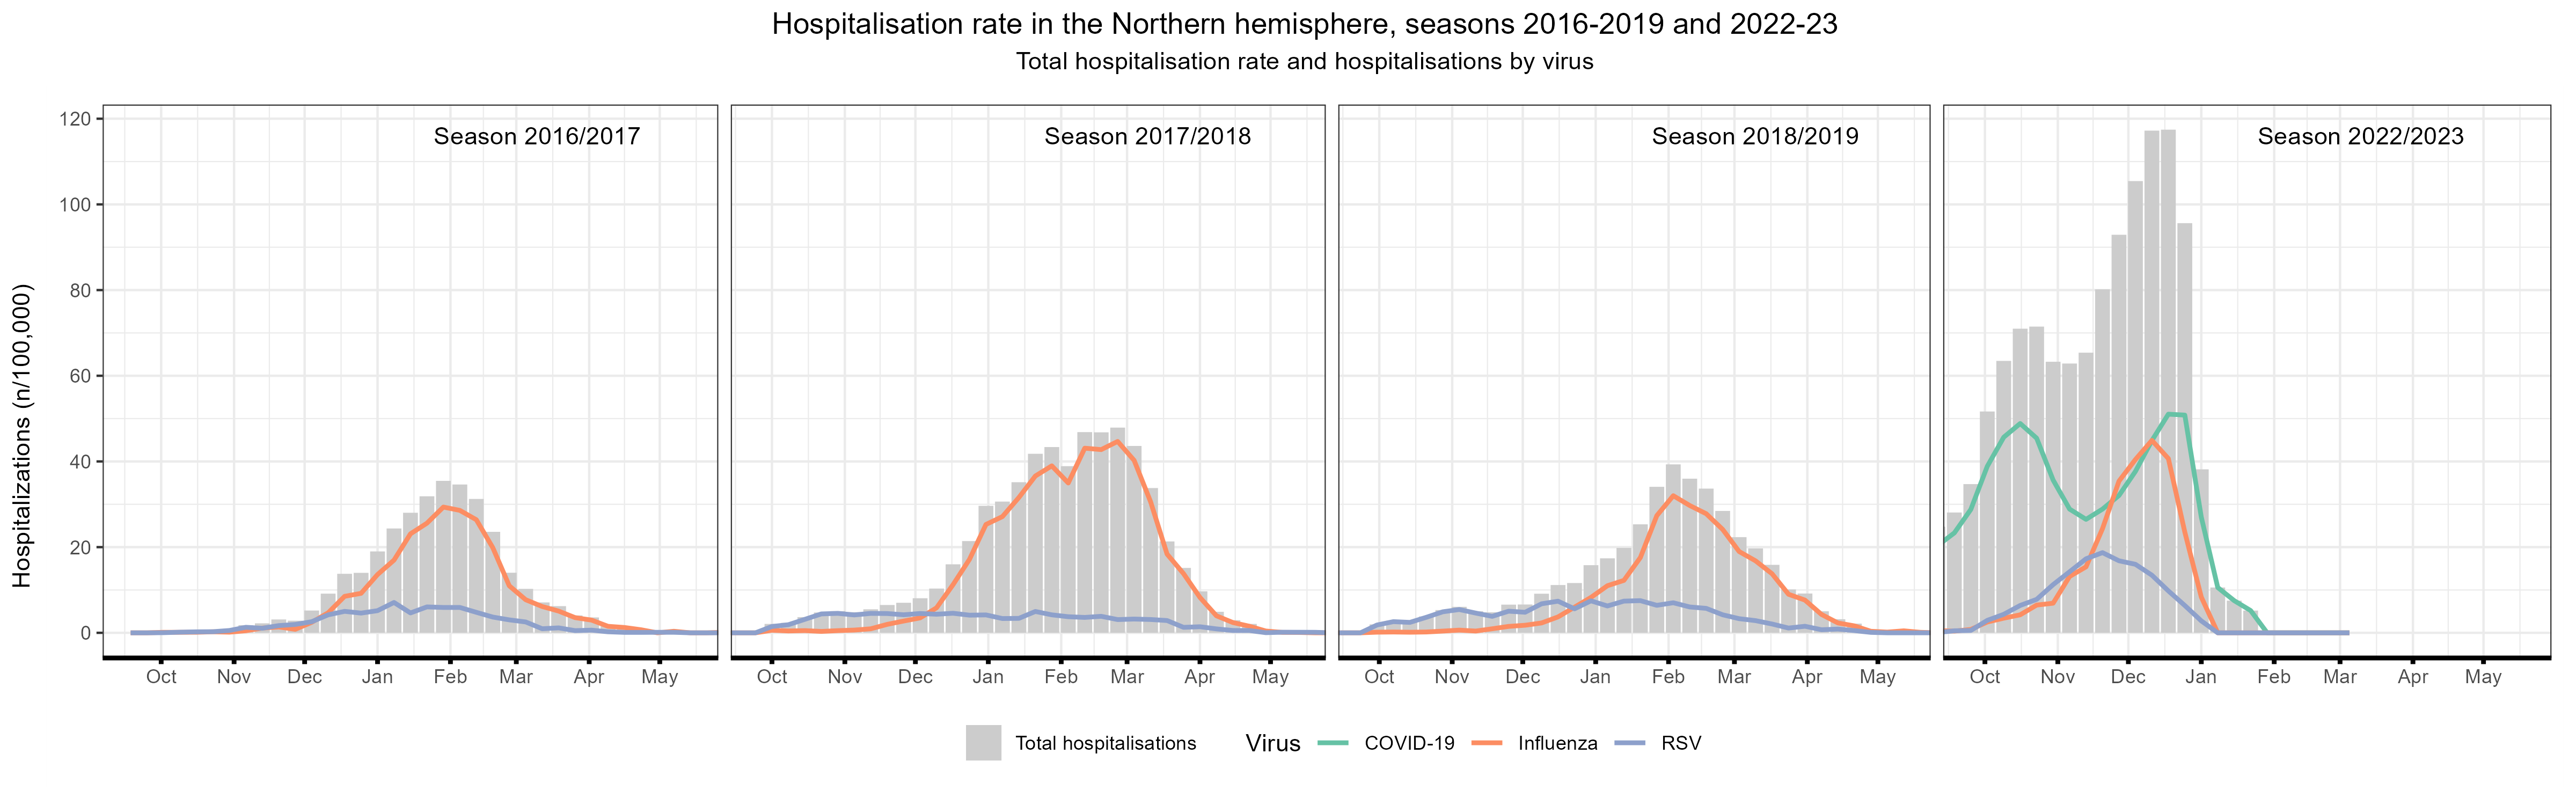 Hospitalisation rate in the Northern hemisphere, seasons 2016-2019 and 2022-23
Total hospitalisation rate and hospitalisations by virus
Hospitalizations (n/100,000)
120
100
80
60
40
20
0
Season 2016/2017
Season 2017/2018
Season 2018/2019
Season 2022/2023
Oct Nov Dec Jan Feb Mar Apr May
Oct Nov Dec Jan Feb Mar Apr May
Oct Nov Dec Jan Feb Mar Apr May
Oct Nov Dec Jan Feb Mar Apr May
Total hospitalisations Virus COVID-19 Influenza RSV